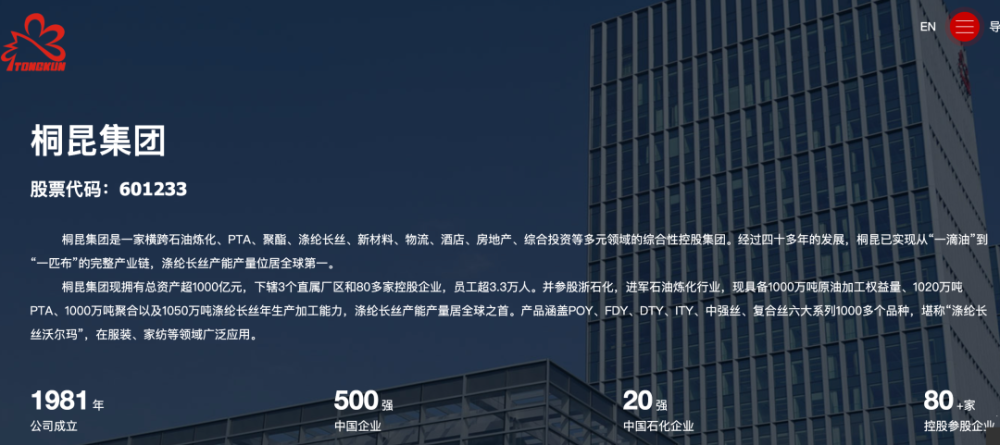 EN
导
TONGKUN
桐昆集团
股票代码：601233
桐昆集团是一家横跨石油炼化、PTA、聚酯、涤纶长丝、新材料、物流、酒店、房地产、综合投资等多元领域的综合性控股集团。经过四十多年的发展，桐昆已实现从“一滴油”到
“一匹布”的完整产业链，涤纶长丝产能产量位居全球第一。
桐昆集团现拥有总资产超1000亿元，下辖3个直属厂区和80多家控股企业，员工超3.3万人。并参股浙石化，进军石油炼化行业，现具备1000万吨原油加工权益量、1020万吨
PTA、1000万吨聚合以及1050万吨涤纶长丝年生产加工能力，涤纶长丝产能产量居全球之首。产品涵盖POY、FDY、DTY、ITY、中强丝、复合丝六大系列1000多个品种，堪称“涤纶长
丝沃尔玛”，在服装、家纺等领域广泛应用。
1981 年
公司成立
500 强
中国企业
20 强
中国石化企业
80 +家
控股参股企业